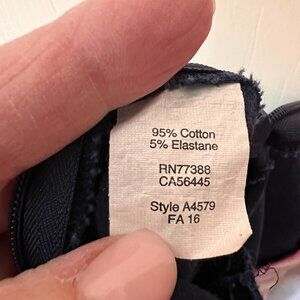 95% Cotton
5% Elastane
RN77388
CA56445
Style A4579
FA 16